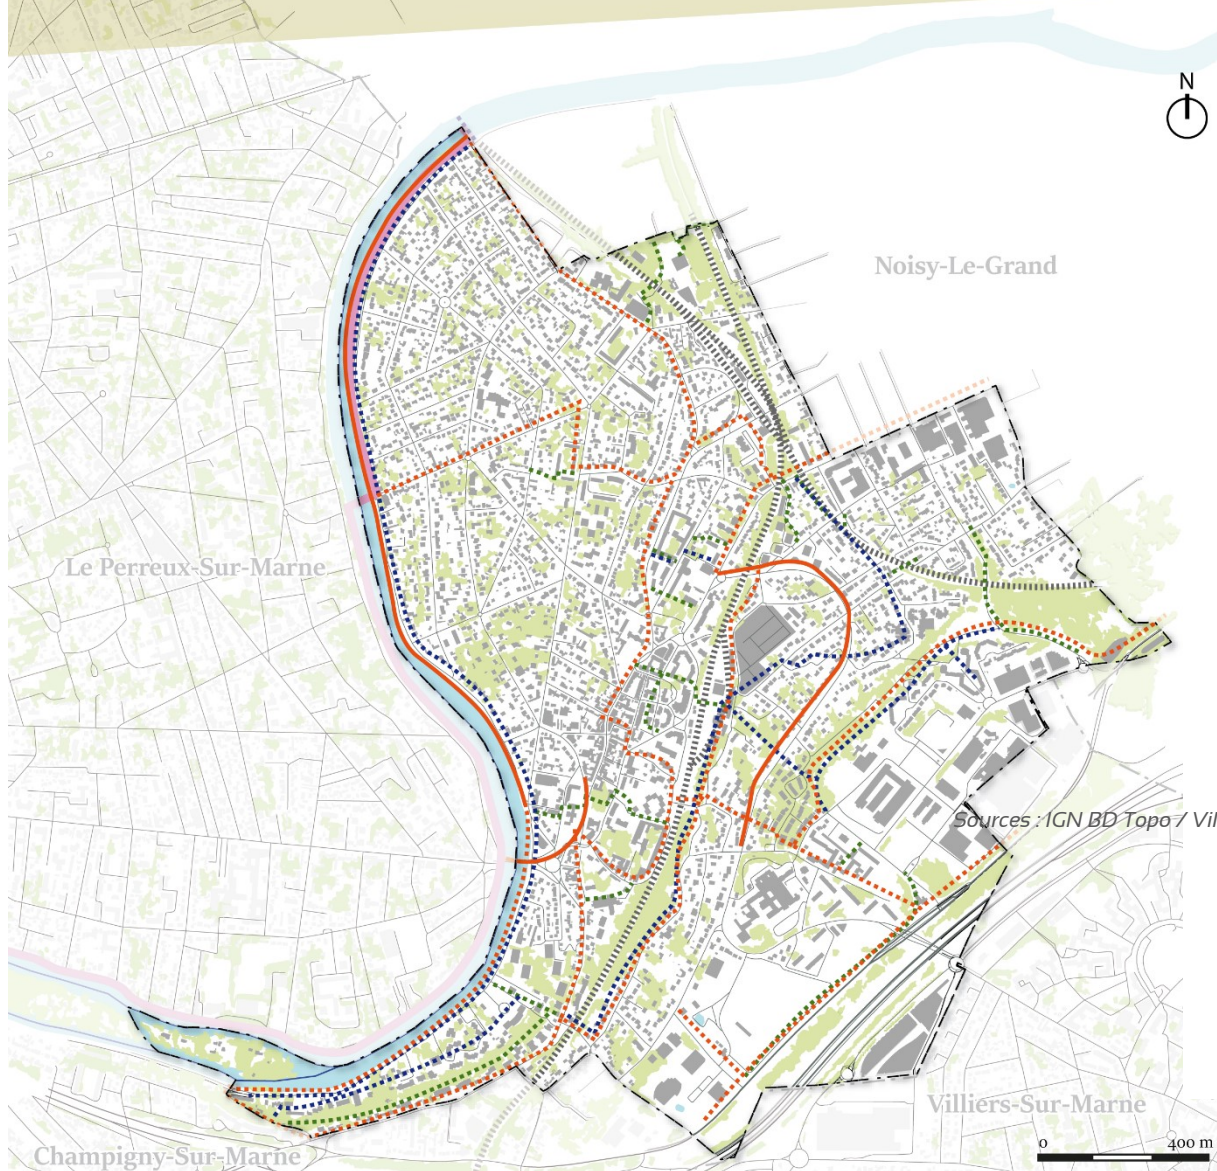 N
Noisy-Le-Grand
Le Perreux-Sur-Marne
Sources : IGN BD Topo / Vil
Villiers-Sur-Marne
0 400 m
Champigny-Sur-Marne